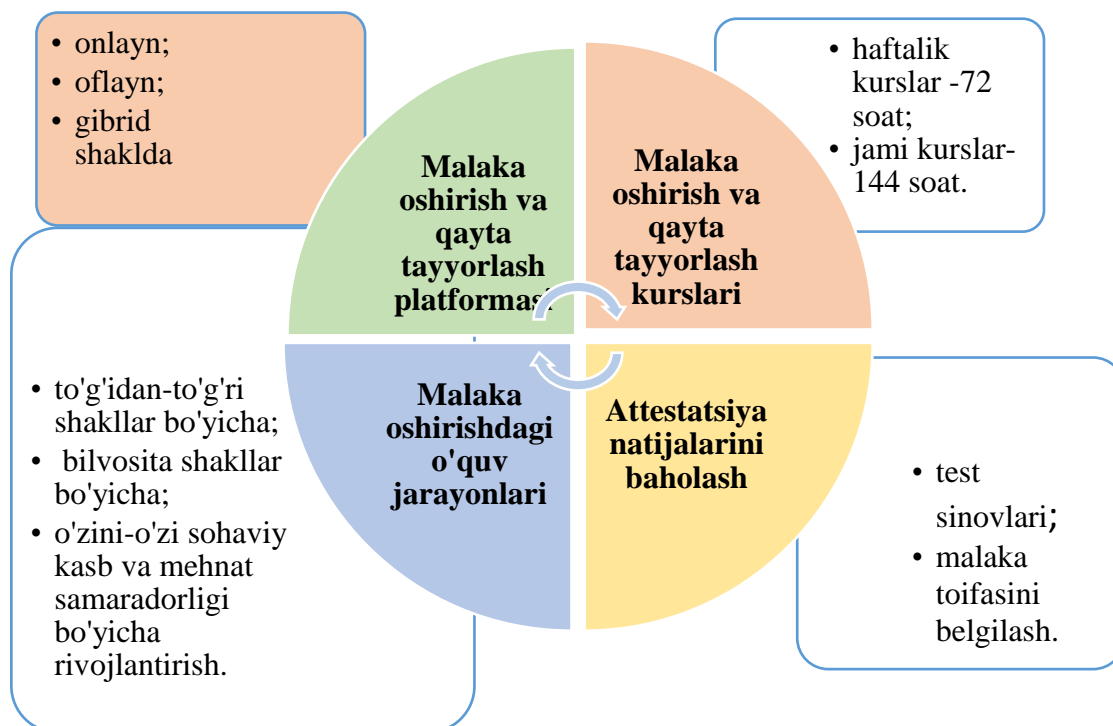 • onlayn;
• oflayn;
• gibrid
shaklda
Malaka
oshirish va
qayta
tayyorlash
platformasi
Malaka
oshirish va
qayta
tayyorlash
kurslari
• haftalik
kurslar -72
soat;
• jami kurslar-
144 soat.
• to'g'idan-to'g'ri
shakllar bo'yicha;
• bilvosita shakllar
bo'yicha;
• o'zini-o'zi sohaviy
kasb va mehnat
samaradorligi
bo'yicha
rivojlantirish.
Malaka
oshirishdagi
o'quv
jarayonlari
Attestatsiya
natijalarini
baholash
• test
sinovlari;
• malaka
toifasini
belgilash.